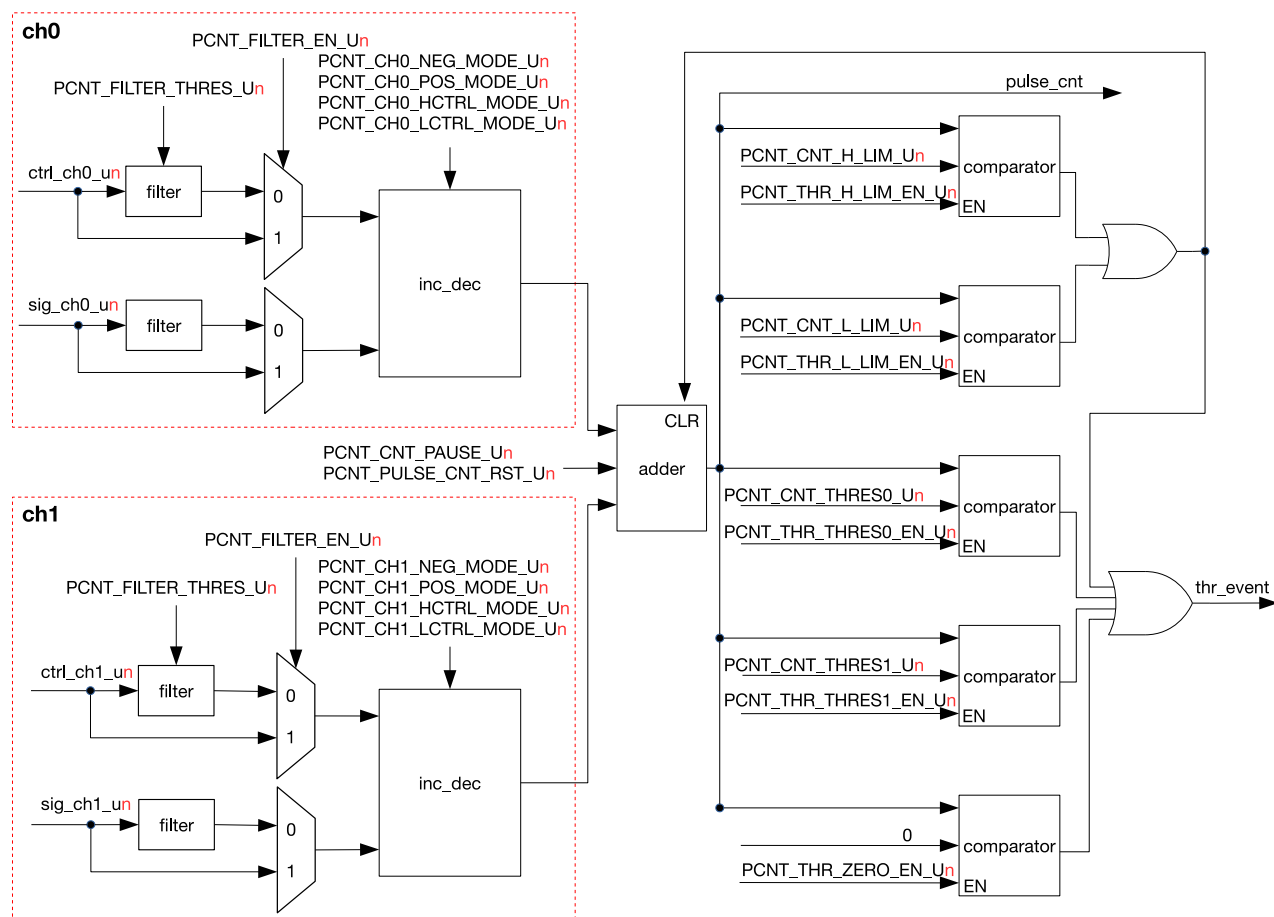 ch0
PCNT_FILTER_EN_Un
PCNT_CH0_NEG_MODE_Un
PCNT_CH0_POS_MODE_Un
PCNT_CH0_HCTRL_MODE_Un
PCNT_CH0_LCTRL_MODE_Un
PCNT_FILTER_THRES_Un
ctrl_ch0_un
filter
0
1
sig_ch0_un
filter
0
1
inc_dec
PCNT_CNT_PAUSE_Un
PCNT_PULSE_CNT_RST_Un
CLR
adder
ch1
PCNT_FILTER_EN_Un
PCNT_CH1_NEG_MODE_Un
PCNT_CH1_POS_MODE_Un
PCNT_CH1_HCTRL_MODE_Un
PCNT_CH1_LCTRL_MODE_Un
PCNT_FILTER_THRES_Un
ctrl_ch1_un
filter
0
1
sig_ch1_un
filter
0
1
inc_dec
pulse_cnt
PCNT_CNT_H_LIM_Un
comparator
PCNT_THR_H_LIM_EN_Un
EN
PCNT_CNT_L_LIM_Un
comparator
PCNT_THR_L_LIM_EN_Un
EN
PCNT_CNT_THRES0_Un
comparator
PCNT_THR_THRES0_EN_Un
EN
thr_event
PCNT_CNT_THRES1_Un
comparator
PCNT_THR_THRES1_EN_Un
EN
0
comparator
PCNT_THR_ZERO_EN_Un
EN